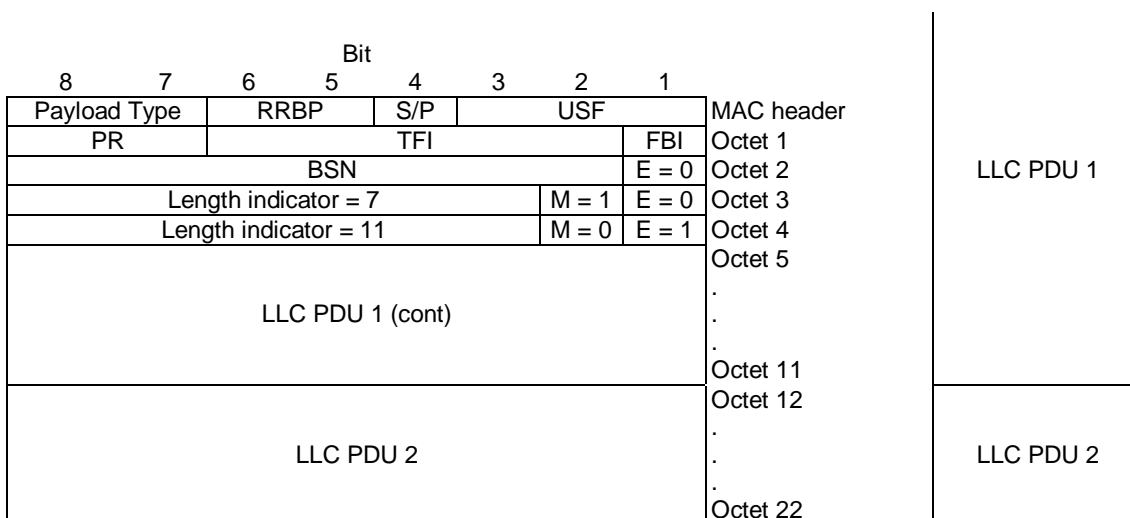 Bit
8 7 6 5 4 3 2 1
Payload Type RRBP S/P USF MAC header
PR TFI FBI Octet 1
BSN E = 0 Octet 2 LLC PDU 1
Length indicator = 7 M = 1 E = 0 Octet 3
Length indicator = 11 M = 0 E = 1 Octet 4
Octet 5
.
LLC PDU 1 (cont) .
.
Octet 11
Octet 12
.
LLC PDU 2 . LLC PDU 2
.
Octet 22